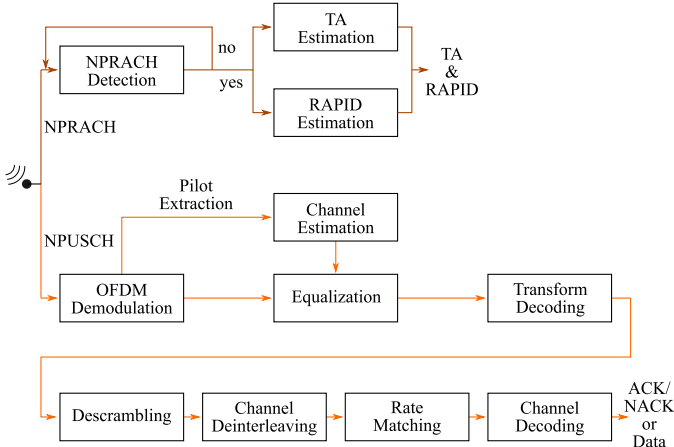 TA
Estimation
no
NPRACH
Detection
yes
TA
&
RAPID
RAPID
Estimation
NPRACH
Pilot
Extraction
Channel
Estimation
NPUSCH
OFDM
Demodulation
Equalization
Transform
Decoding
Descrambling
Channel
Deinterleaving
Rate
Matching
Channel
Decoding
ACK/
NACK
or
Data